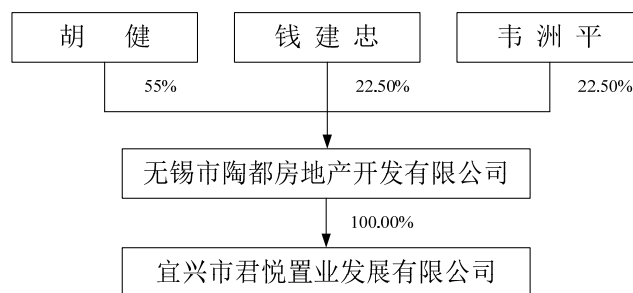 胡 健 钱 建 忠 韦 洲 平
55% 22.50% 22.50%
无锡市陶都房地产开发有限公司
100.00%
宜兴市君悦置业发展有限公司